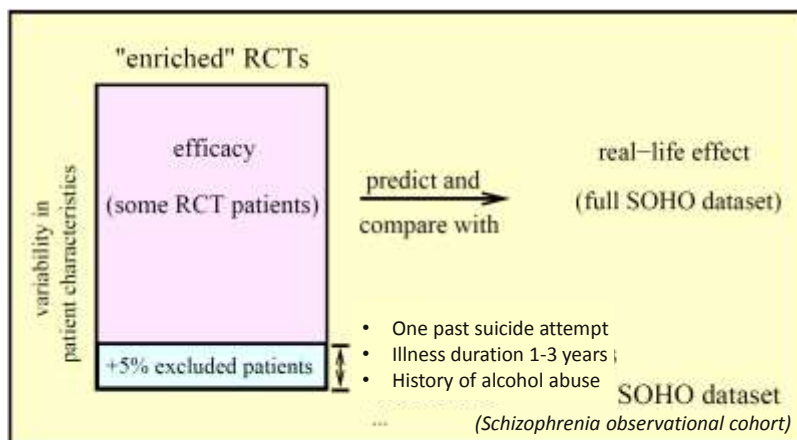 "enriched" RCTs
variability in
patient characteristics
efficacy
(some RCT patients)
predict and
compare with
real-life effect
(full SOHO dataset)
+5% excluded patients
• One past suicide attempt
• Illness duration 1-3 years
• History of alcohol abuse
...
SOHO dataset
(Schizophrenia observational cohort)